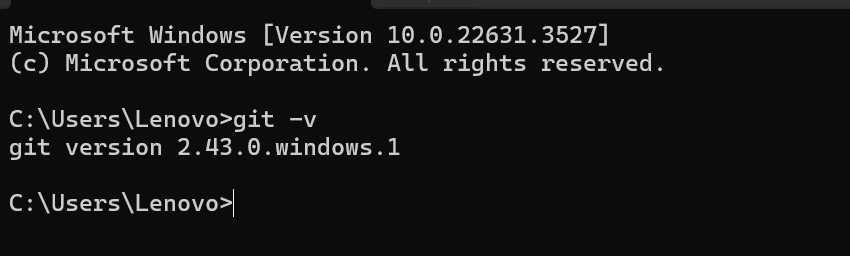 Microsoft Windows [Version 10.0.22631.3527]
(c) Microsoft Corporation. All rights reserved.
C:\Users\Lenovo>git -v
git version 2.43.0.windows.1
C:\Users\Lenovo>